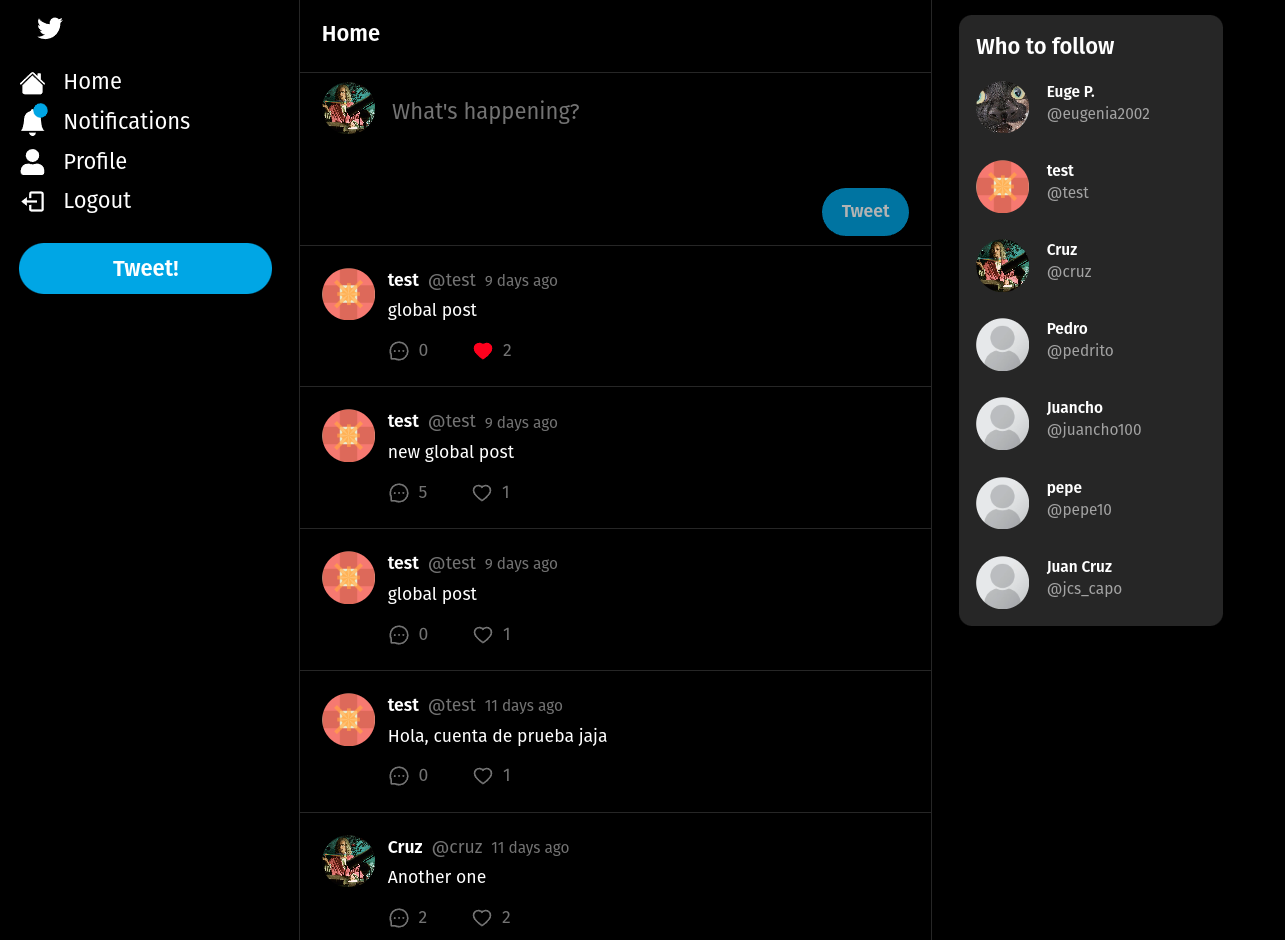 Home
Notifications
Profile
Logout
Tweet!
Home
What's happening?
Tweet
test @test 9 days ago
global post
0 2
test @test 9 days ago
new global post
5 1
test @test 9 days ago
global post
0 1
test @test 11 days ago
Hola, cuenta de prueba jaja
0 1
Cruz @cruz 11 days ago
Another one
2 2
Who to follow
Euge P.
@eugenia2002
test
@test
Cruz
@cruz
Pedro
@pedrito
Juancho
@juancho100
pepe
@pepe10
Juan Cruz
@jcs_capo